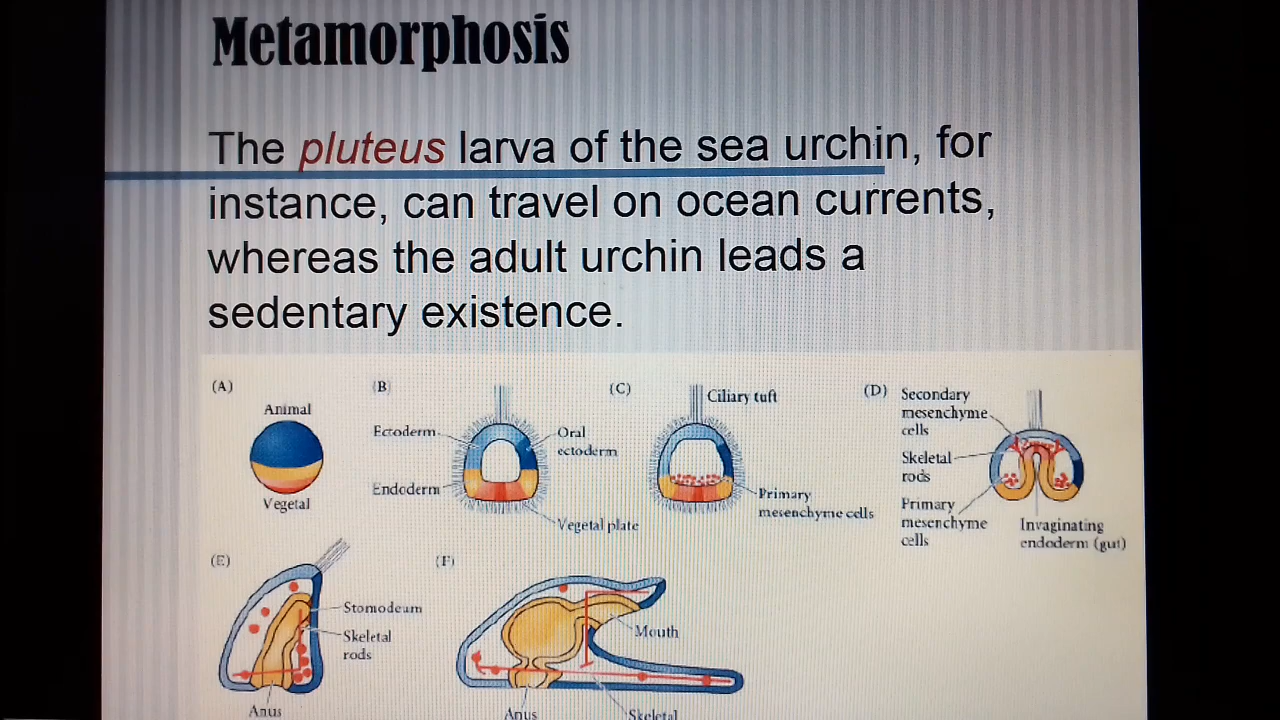 Metamorphosis
The pluteus larva of the sea urchin, for
instance, can travel on ocean currents,
whereas the adult urchin leads a
sedentary existence.
(A)
Animal
Vegetal
(B)
Ectoderm
Oral
ectoderm
Endoderm
Vegetal plate
(C)
Ciliary tuft
Primary
mesenchyme cells
(D)
Secondary
mesenchyme
cells
Skeletal
rods
Primary
mesenchyme
cells
Invaginating
endoderm (gut)
(E)
Stomodeum
Skeletal
rods
Anus
(F)
Mouth
Anus
Skeletal